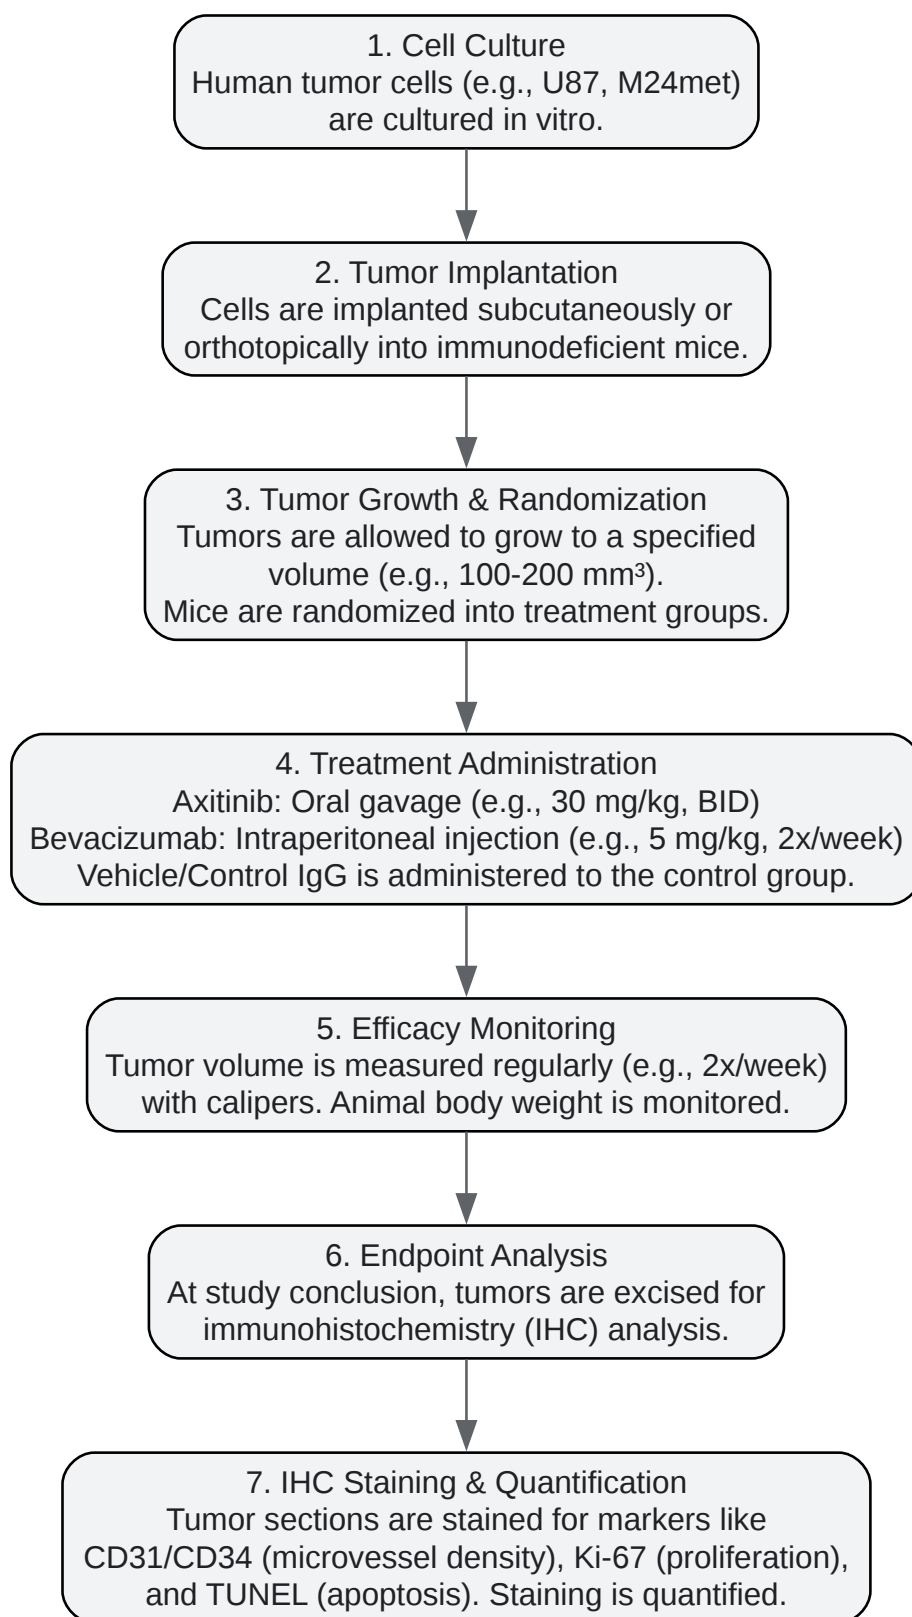 1. Cell Culture
Human tumor cells (e.g., U87, M24met)
are cultured in vitro.
2. Tumor Implantation
Cells are implanted subcutaneously or
orthotopically into immunodeficient mice.
3. Tumor Growth & Randomization
Tumors are allowed to grow to a specified
volume (e.g., 100-200 mm³).
Mice are randomized into treatment groups.
4. Treatment Administration
Axitinib: Oral gavage (e.g., 30 mg/kg, BID)
Bevacizumab: Intraperitoneal injection (e.g., 5 mg/kg, 2x/week)
Vehicle/Control IgG is administered to the control group.
5. Efficacy Monitoring
Tumor volume is measured regularly (e.g., 2x/week)
with calipers. Animal body weight is monitored.
6. Endpoint Analysis
At study conclusion, tumors are excised for
immunohistochemistry (IHC) analysis.
7. IHC Staining & Quantification
Tumor sections are stained for markers like
CD31/CD34 (microvessel density), Ki-67 (proliferation),
and TUNEL (apoptosis). Staining is quantified.